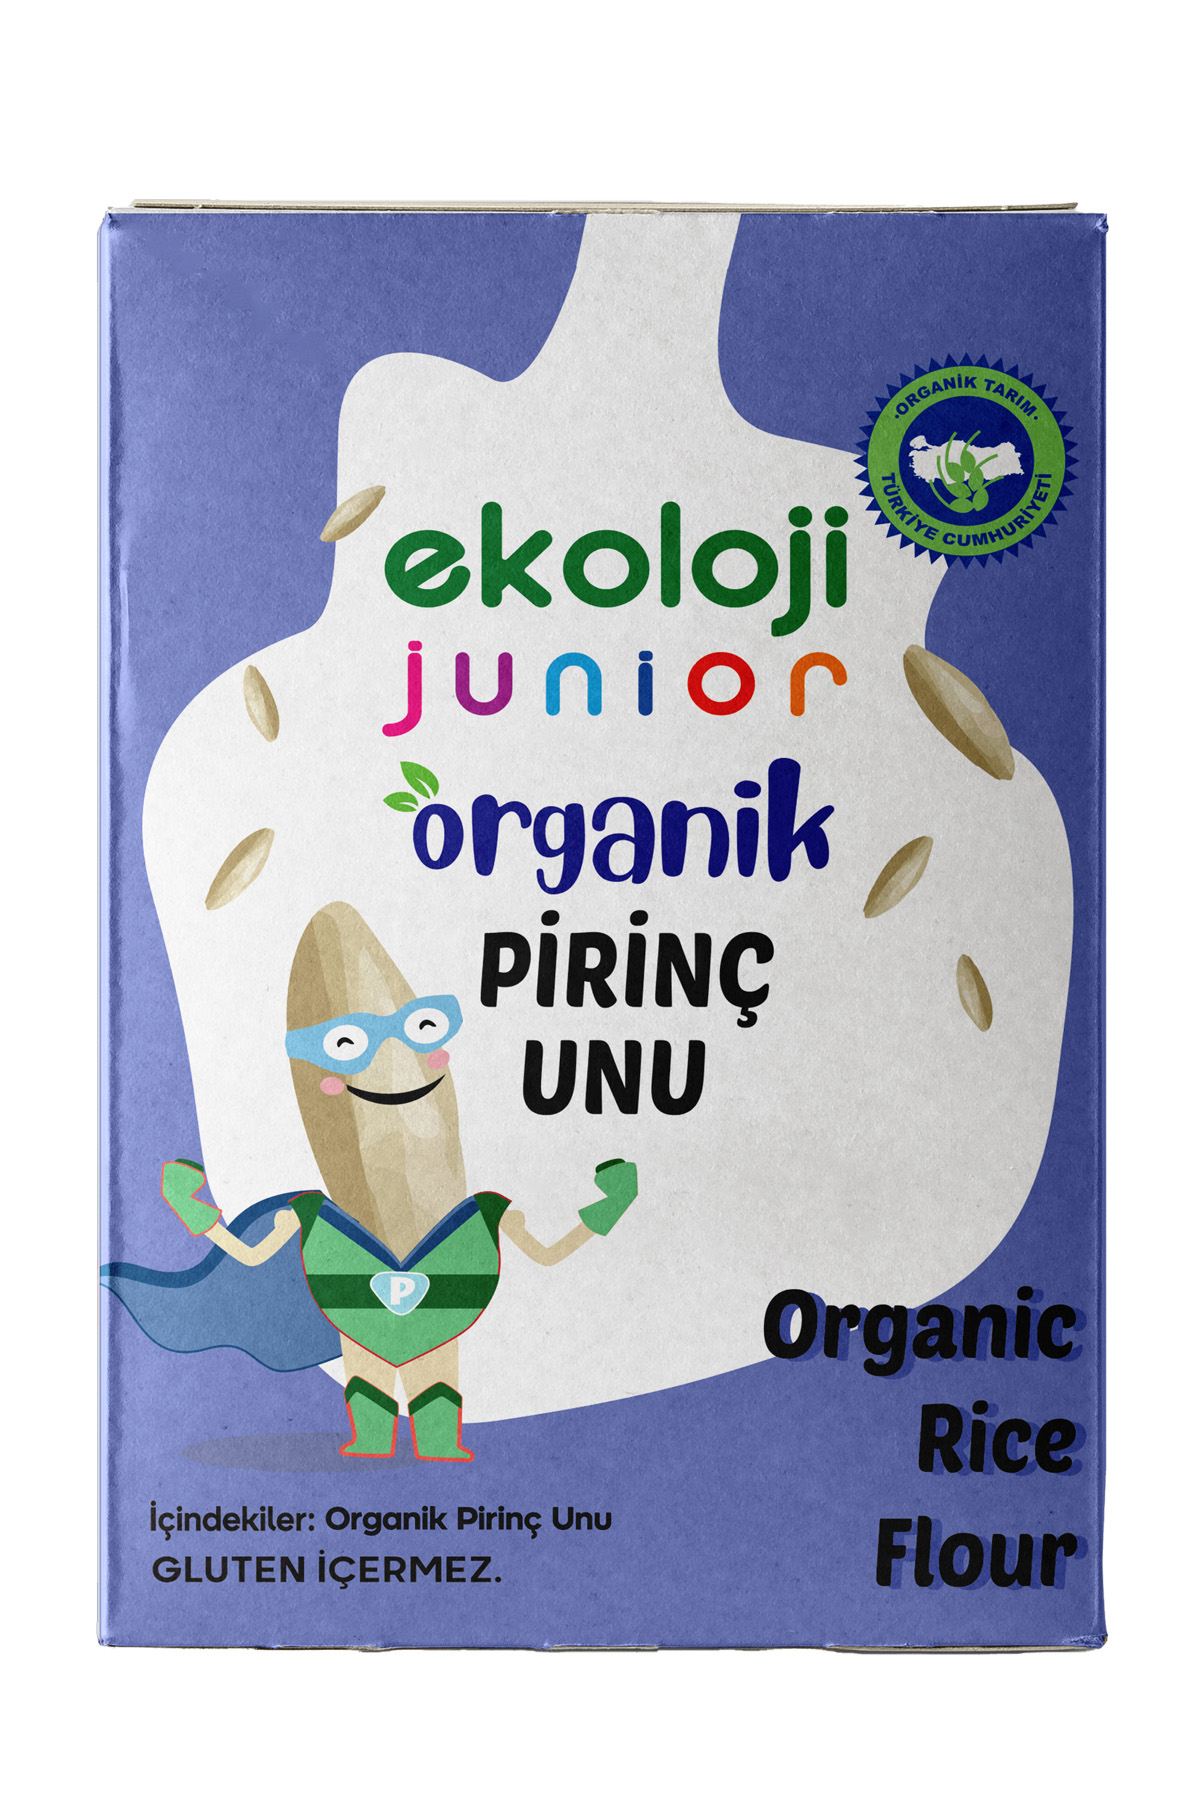 ·ORGANİK TARIM·
TÜRKİYE CUMHURİYETİ
ekoloji
junior
organik
PİRİNÇ
UNU
P
Organic
Rice
Flour
İçindekiler: Organik Pirinç Unu
GLUTEN İÇERMEZ.